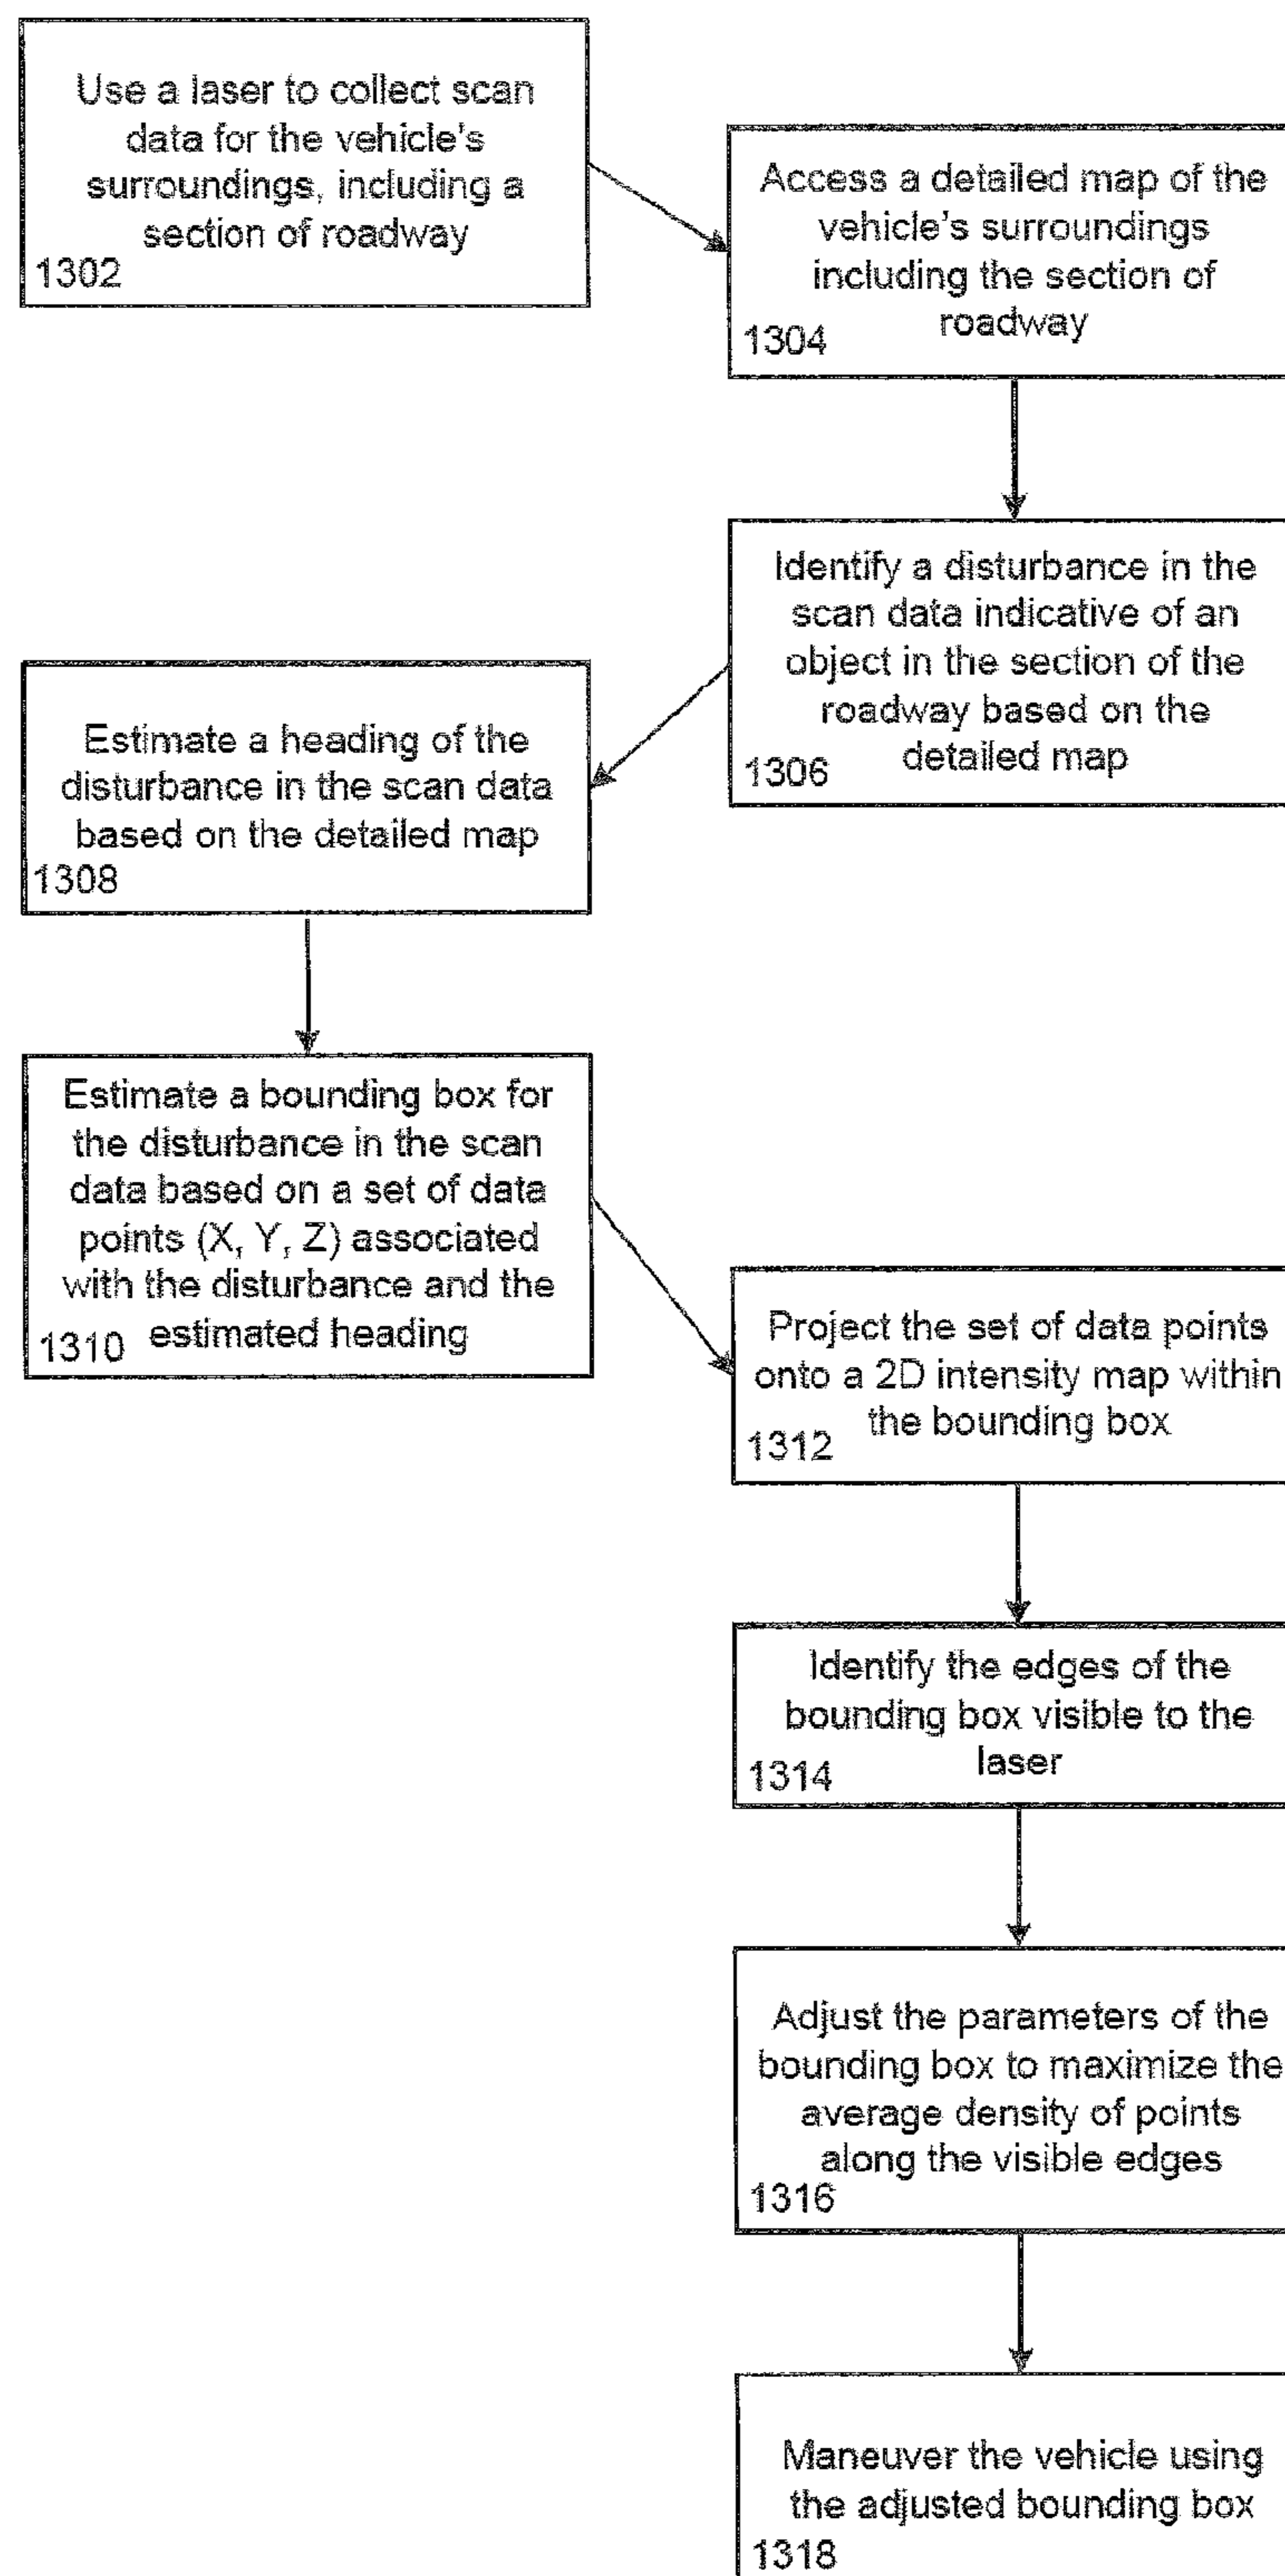 Use a laser to collect scan
data for the vehicle's
surroundings, including a
section of roadway
1302
Access a detailed map of the
vehicle's surroundings
including the section of
roadway
1304
Identify a disturbance in the
scan data indicative of an
object in the section of the
roadway based on the
detailed map
1306
Estimate a heading of the
disturbance in the scan data
based on the detailed map
1308
Estimate a bounding box for
the disturbance in the scan
data based on a set of data
points (X, Y, Z) associated
with the disturbance and the
estimated heading
1310
Project the set of data points
onto a 2D intensity map within
the bounding box
1312
Identify the edges of the
bounding box visible to the
laser
1314
Adjust the parameters of the
bounding box to maximize the
average density of points
along the visible edges
1316
Maneuver the vehicle using
the adjusted bounding box
1318